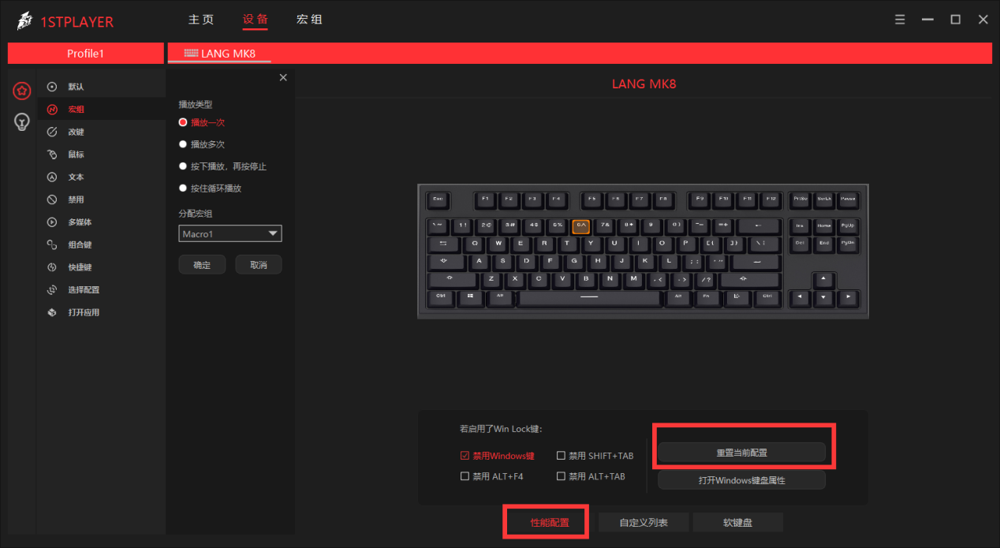 1STPLAYER
主页 设备 宏组
Profile1 LANG MK8
默认
宏组
改键
鼠标
文本
禁用
多媒体
组合键
快捷键
选择配置
打开应用
播放类型
播放一次
播放多次
按下播放，再按停止
按住循环播放
分配宏组
Macro1
确定 取消
LANG MK8
Esc F1 F2 F3 F4 F5 F6 F7 F8 F9 F10 F11 F12 PrtSc ScrLk Pause
1! 2@ 3# 4$ 5% 6^ 7& 8* 9 0) Ins Home PgUp
Q W E R T Y U I O P [{ ]} \| Del End PgDn
A S D F G H J K L
Z X C V B N M /?
Ctrl Alt Alt Fn Ctrl
若启用了Win Lock键：
禁用Windows键 禁用 SHIFT+TAB
禁用 ALT+F4 禁用 ALT+TAB
重置当前配置
打开Windows键盘属性
性能配置 自定义列表 软键盘